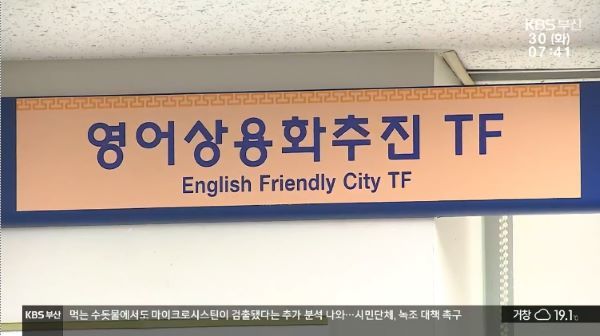 KBS 부산
30 (화)
07:41
영어상용화추진 TF
English Friendly City TF
KBS 부산 먹는 수돗물에서도 마이크로시스틴이 검출됐다는 추가 분석 나와…시민단체, 녹조 대책 촉구
거창 19.1℃